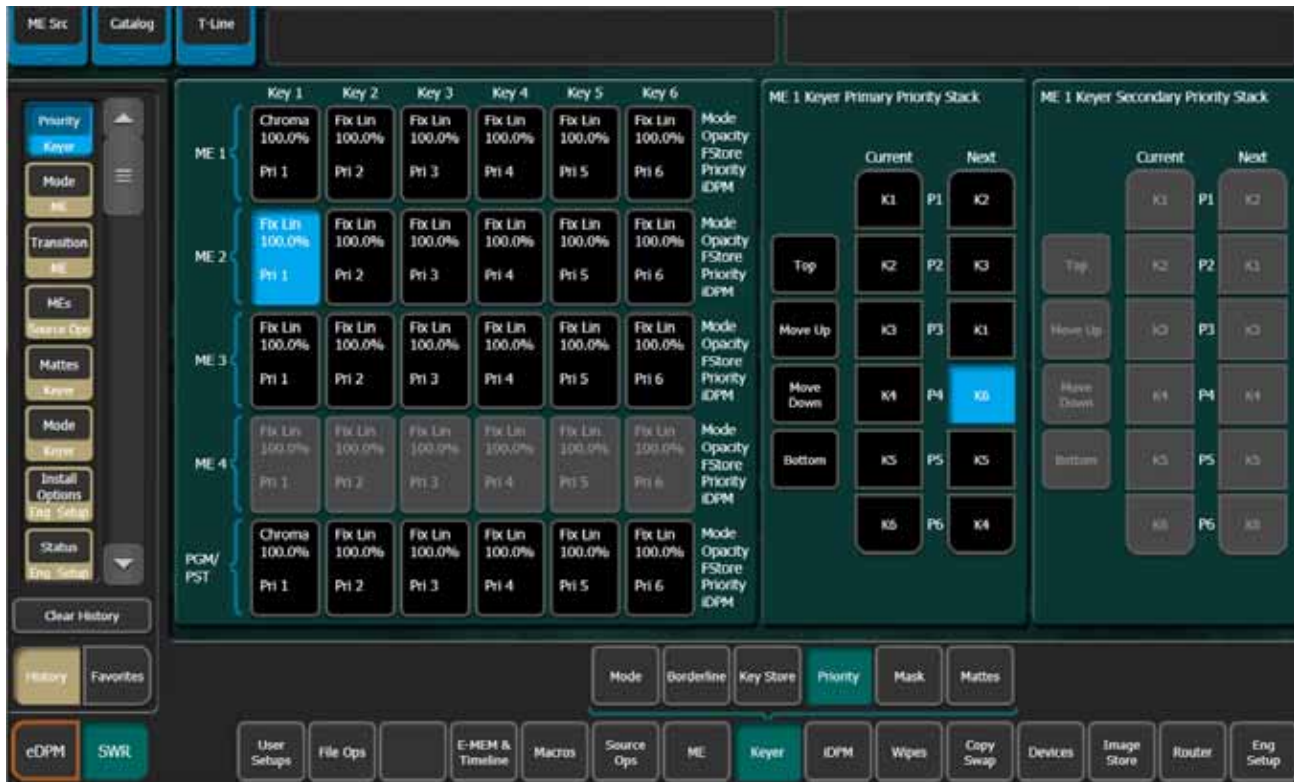 ME Src
Catalog
T-Line
Priority
Keyer
Mode
ME
Transition
ME
MEs
Source Ops
Mattes
Keyer
Mode
Keyer
Install
Options
Eng Setup
Status
Eng Setup
Clear History
History
Favorites
eDPM
SWR
Key 1 Key 2 Key 3 Key 4 Key 5 Key 6
ME 1
Chroma Fix Lin Fix Lin Fix Lin Fix Lin Fix Lin Mode
100.0% 100.0% 100.0% 100.0% 100.0% 100.0% Opacity
FStore
Pri 1 Pri 2 Pri 3 Pri 4 Pri 5 Pri 6 Priority
iDPM
ME 2
Fix Lin Fix Lin Fix Lin Fix Lin Fix Lin Fix Lin Mode
100.0% 100.0% 100.0% 100.0% 100.0% 100.0% Opacity
FStore
Pri 1 Pri 2 Pri 3 Pri 4 Pri 5 Pri 6 Priority
iDPM
ME 3
Fix Lin Fix Lin Fix Lin Fix Lin Fix Lin Fix Lin Mode
100.0% 100.0% 100.0% 100.0% 100.0% 100.0% Opacity
FStore
Pri 1 Pri 2 Pri 3 Pri 4 Pri 5 Pri 6 Priority
iDPM
ME 4
Fix Lin Fix Lin Fix Lin Fix Lin Fix Lin Fix Lin Mode
100.0% 100.0% 100.0% 100.0% 100.0% 100.0% Opacity
FStore
Pri 1 Pri 2 Pri 3 Pri 4 Pri 5 Pri 6 Priority
iDPM
PGM/
PST
Chroma Fix Lin Fix Lin Fix Lin Fix Lin Fix Lin Mode
100.0% 100.0% 100.0% 100.0% 100.0% 100.0% Opacity
FStore
Pri 1 Pri 2 Pri 3 Pri 4 Pri 5 Pri 6 Priority
iDPM
ME 1 Keyer Primary Priority Stack
Current Next
K1 P1 K2
Top K2 P2 K3
Move Up K3 P3 K1
Move
Down
K4 P4 K6
Bottom K5 P5 K5
K6 P6 K4
ME 1 Keyer Secondary Priority Stack
Current Next
K1 P1 K2
Top K2 P2
Move Up K3 P3 K3
Move
Down
K4 P4 K4
Bottom K5 P5 K5
K6 P6
Mode
Borderline
Key Store
Priority
Mask
Mattes
User
Setups
File Ops
E-MEM &
Timeline
Macros
Source
Ops
ME
Keyer
iDPM
Wipes
Copy
Swap
Devices
Image
Store
Router
Eng
Setup